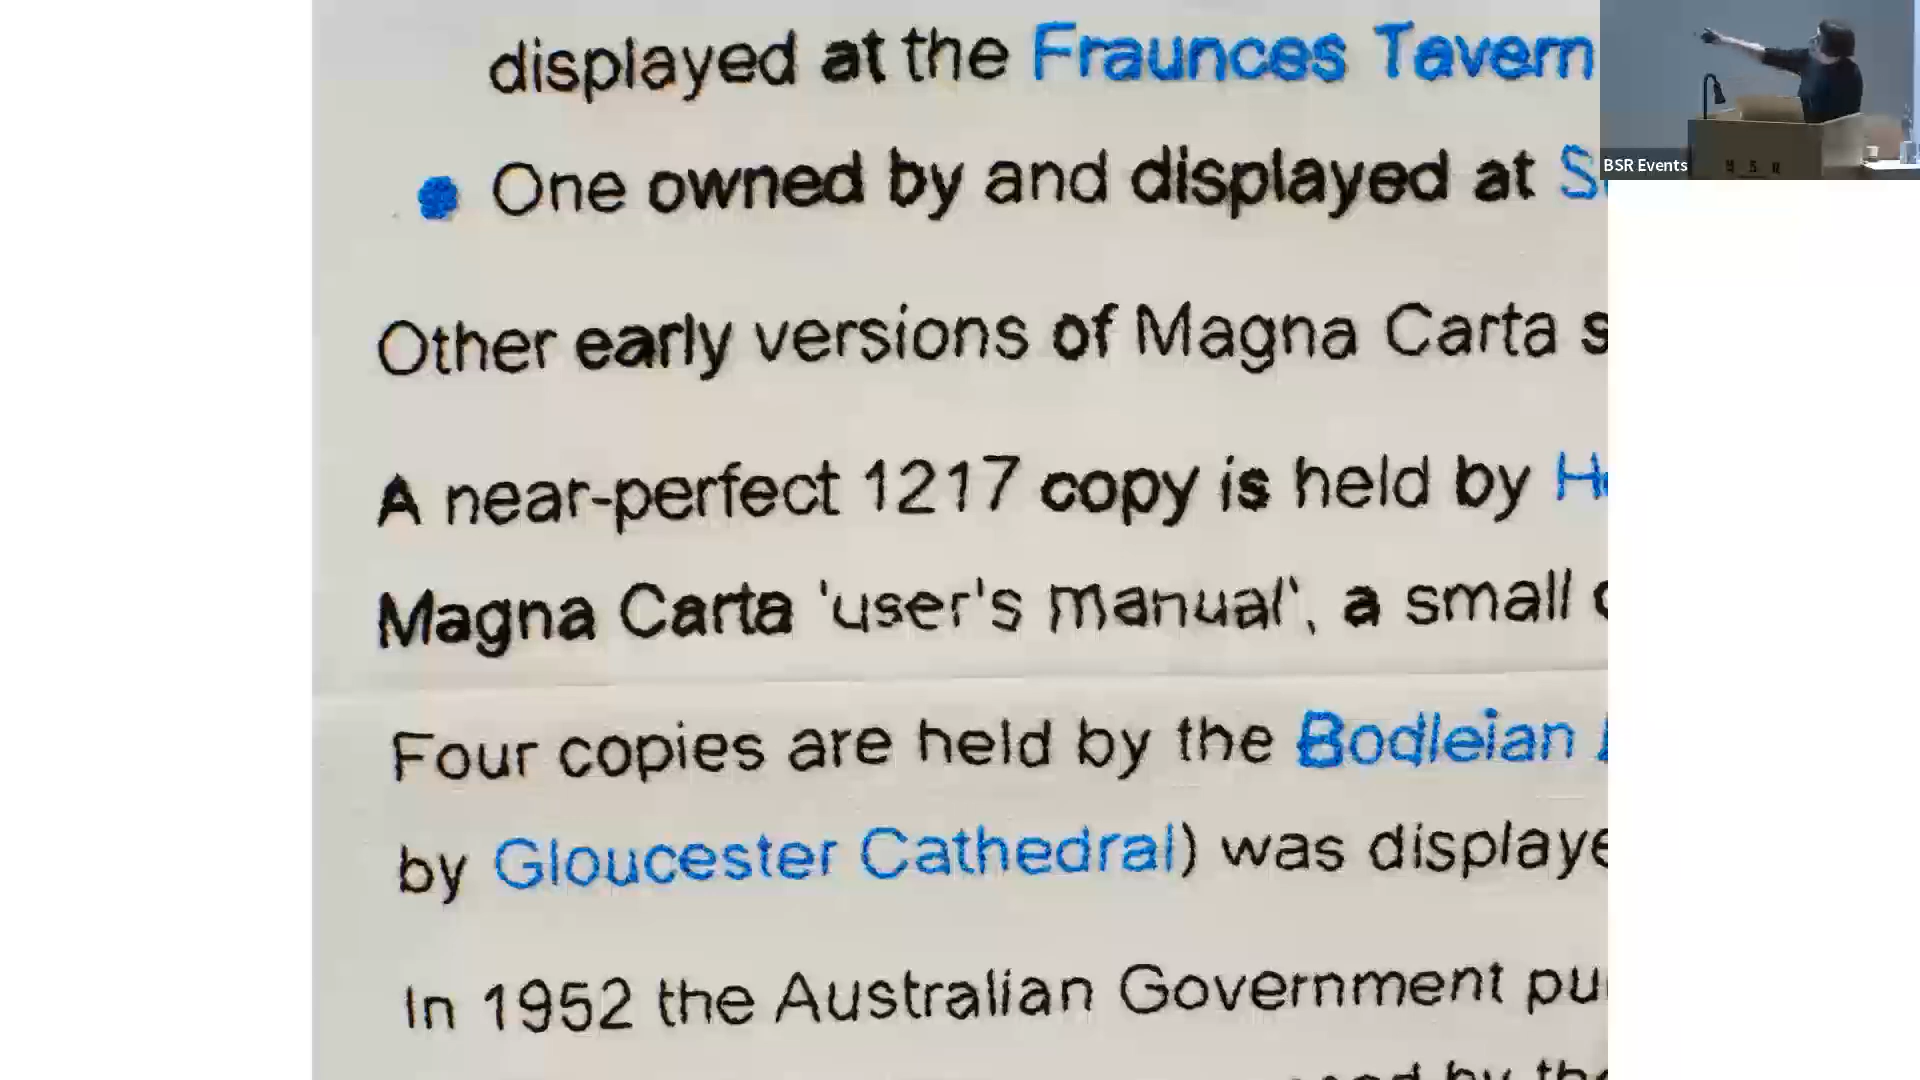 displayed at the Fraunces Tavern
One owned by and displayed at
Other early versions of Magna Carta
A near-perfect 1217 copy is held by
Magna Carta 'user's manual', a small
Four copies are held by the Bodleian
by Gloucester Cathedral) was displaye
In 1952 the Australian Government pu
by the
BSR Events
B S R